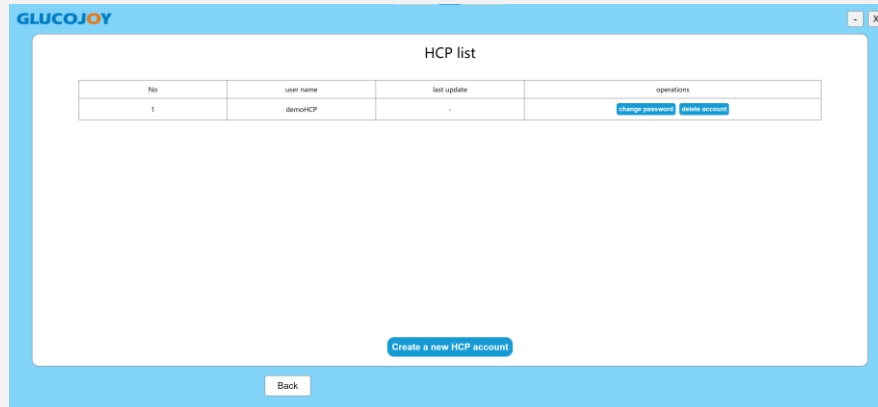 GLUCOJOY
- X
HCP list
No user name last update operations
1 demoHCP - change password delete account
Create a new HCP account
Back